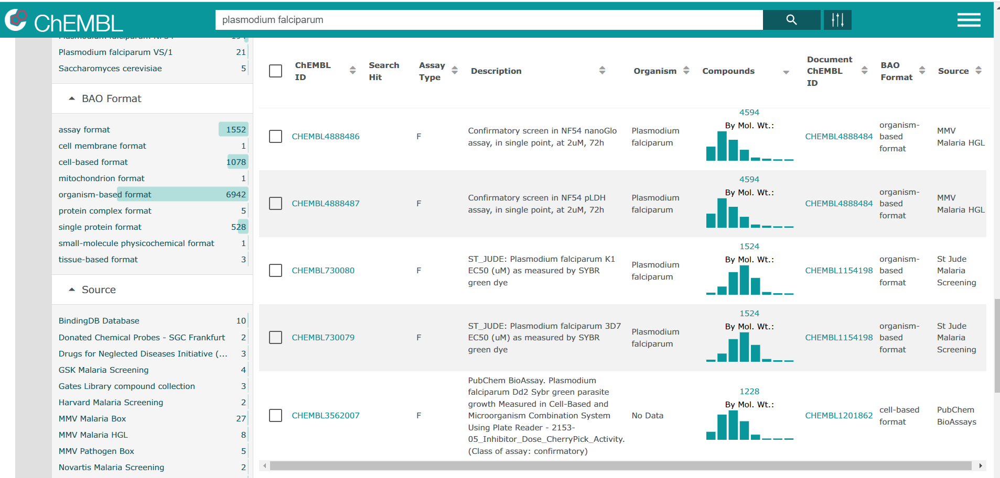 ChEMBL
plasmodium falciparum
Plasmodium falciparum VS/1 21
Saccharomyces cerevisiae 5
BAO Format
assay format 1552
cell membrane format 1
cell-based format 1078
mitochondrion format 1
organism-based format 6942
protein complex format 5
single protein format 528
small-molecule physicochemical format 1
tissue-based format 3
Source
BindingDB Database 10
Donated Chemical Probes - SGC Frankfurt 2
Drugs for Neglected Diseases Initiative (... 3
GSK Malaria Screening 4
Gates Library compound collection 3
Harvard Malaria Screening 2
MMV Malaria Box 27
MMV Malaria HGL 8
MMV Pathogen Box 5
Novartis Malaria Screening 2
ChEMBL
ID
Search
Hit
Assay
Type
Description
Organism
Compounds
Document
ChEMBL
ID
BAO
Format
Source
CHEMBL4888486
F
Confirmatory screen in NF54 nanoGlo
assay, in single point, at 2uM, 72h
Plasmodium
falciparum
4594
By Mol. Wt.:
CHEMBL4888484
organism-
based
format
MMV
Malaria HGL
CHEMBL4888487
F
Confirmatory screen in NF54 pLDH
assay, in single point, at 2uM, 72h
Plasmodium
falciparum
4594
By Mol. Wt.:
CHEMBL4888484
organism-
based
format
MMV
Malaria HGL
CHEMBL730080
F
ST_JUDE: Plasmodium falciparum K1
EC50 (uM) as measured by SYBR
green dye
Plasmodium
falciparum
1524
By Mol. Wt.:
CHEMBL1154198
organism-
based
format
St Jude
Malaria
Screening
CHEMBL730079
F
ST_JUDE: Plasmodium falciparum 3D7
EC50 (uM) as measured by SYBR
green dye
Plasmodium
falciparum
1524
By Mol. Wt.:
CHEMBL1154198
organism-
based
format
St Jude
Malaria
Screening
CHEMBL3562007
F
PubChem BioAssay. Plasmodium
falciparum Dd2 Sybr green parasite
growth Measured in Cell-Based and
Microorganism Combination System
Using Plate Reader - 2153-
05_Inhibitor_Dose_CherryPick_Activity.
(Class of assay: confirmatory)
No Data
1228
By Mol. Wt.:
CHEMBL1201862
cell-based
format
PubChem
BioAssays